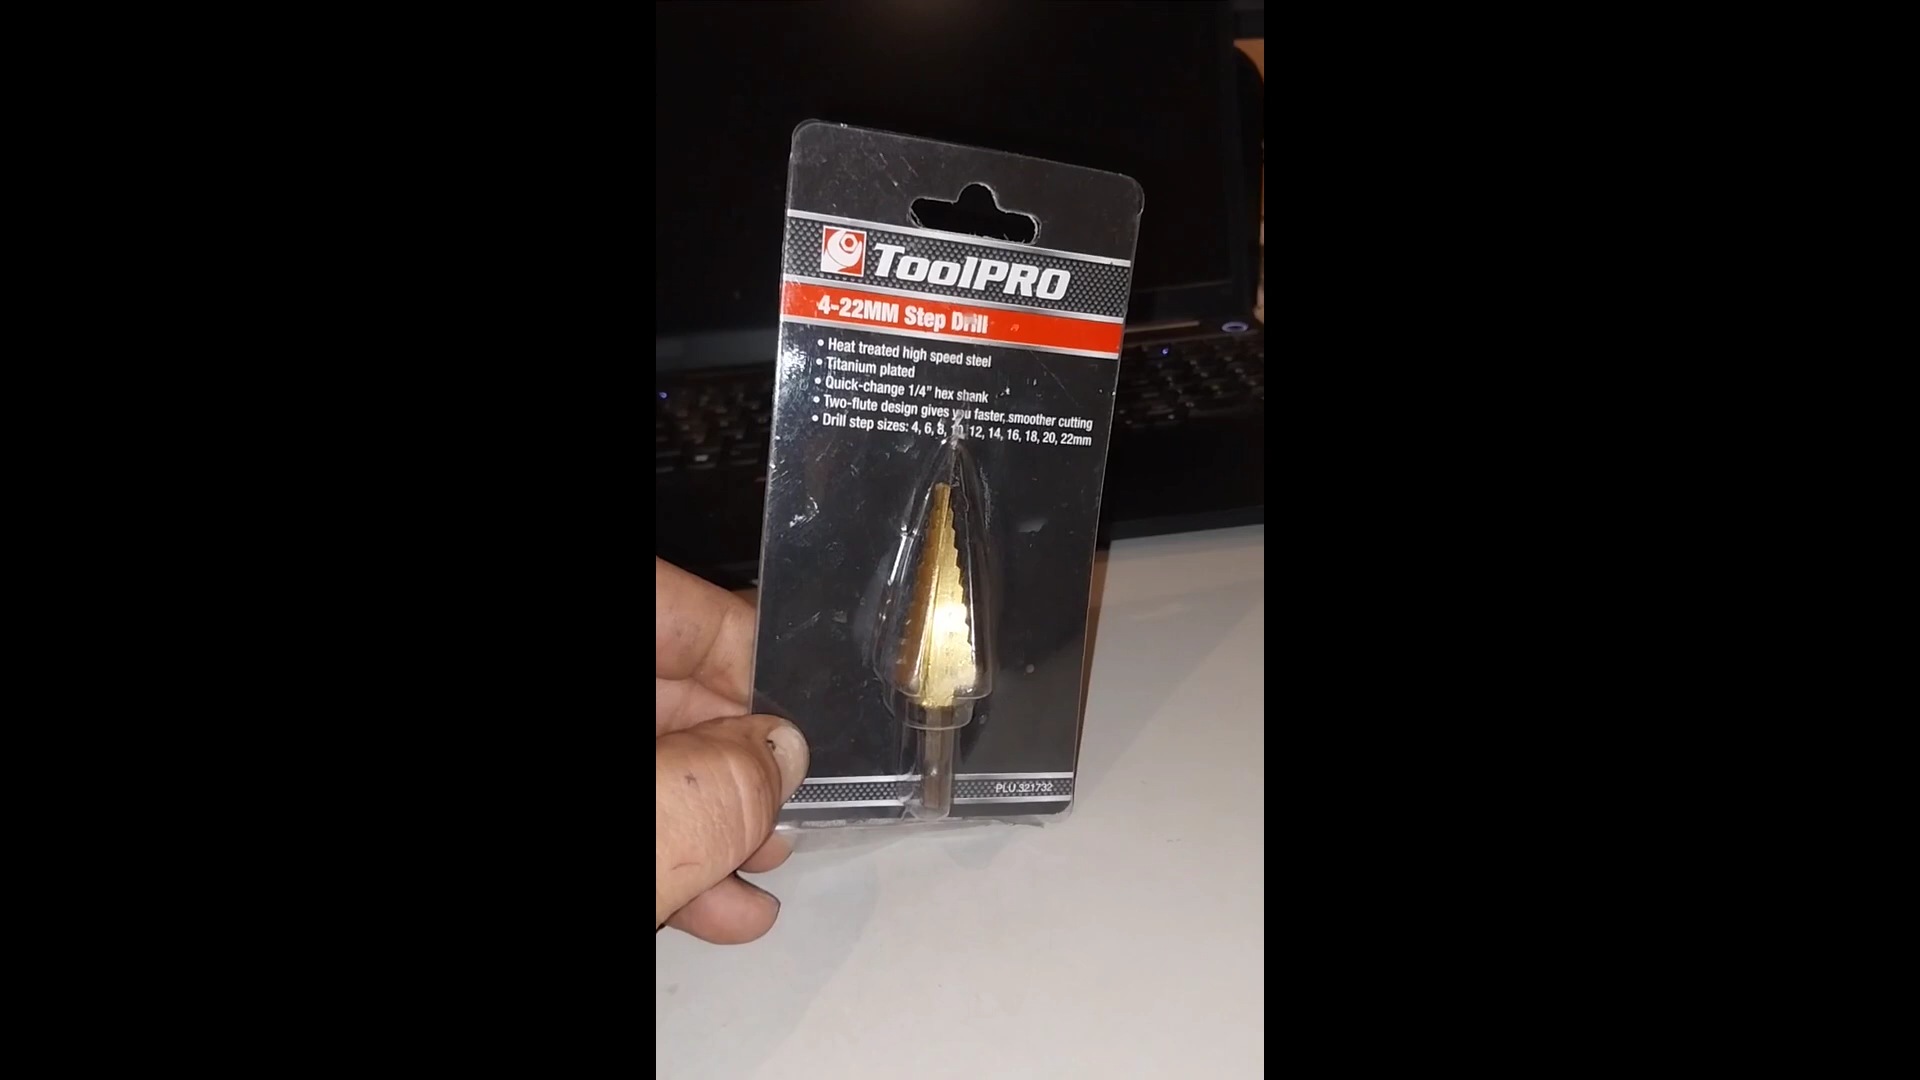 ToolPRO
4-22MM Step Drill
• Heat treated high speed steel
• Titanium plated
• Quick-change 1/4" hex shank
• Two-flute design gives you faster, smoother cutting
• Drill step sizes: 4, 6, 8, 10, 12, 14, 16, 18, 20, 22mm
PLU 321732